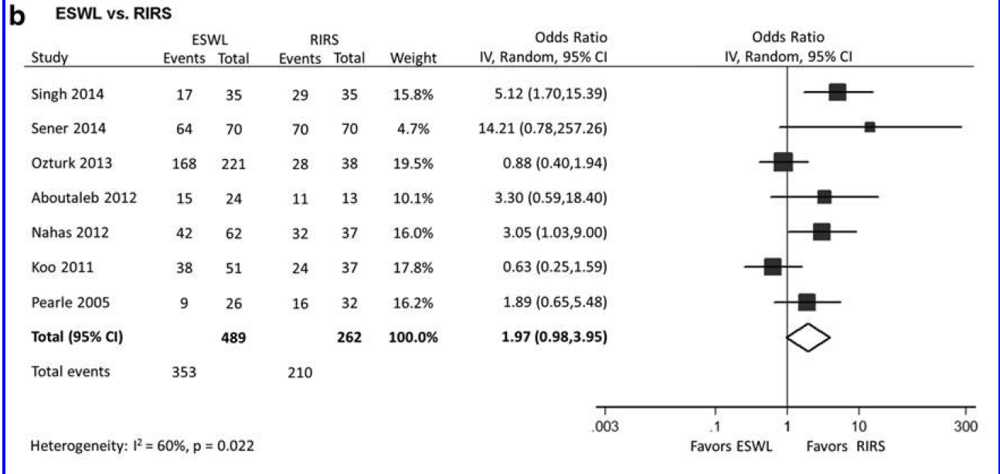 b ESWL vs. RIRS
ESWL RIRS Odds Ratio Odds Ratio
Study Events Total Events Total Weight IV, Random, 95% CI IV, Random, 95% CI
Singh 2014 17 35 29 35 15.8% 5.12 (1.70,15.39)
Sener 2014 64 70 70 70 4.7% 14.21 (0.78,257.26)
Ozturk 2013 168 221 28 38 19.5% 0.88 (0.40,1.94)
Aboutaleb 2012 15 24 11 13 10.1% 3.30 (0.59,18.40)
Nahas 2012 42 62 32 37 16.0% 3.05 (1.03,9.00)
Koo 2011 38 51 24 37 17.8% 0.63 (0.25,1.59)
Pearle 2005 9 26 16 32 16.2% 1.89 (0.65,5.48)
Total (95% CI) 489 262 100.0% 1.97 (0.98,3.95)
Total events 353 210
.003 .1 1 10 300
Heterogeneity: I² = 60%, p = 0.022 Favors ESWL Favors RIRS